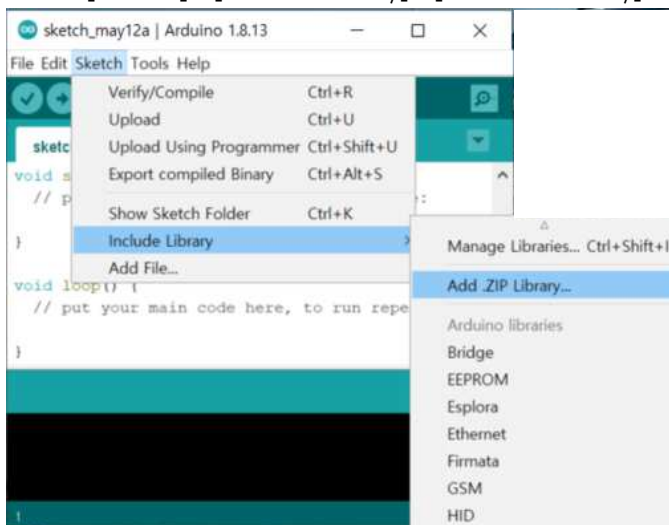 sketch_may12a | Arduino 1.8.13
File Edit Sketch Tools Help
Verify/Compile Ctrl+R
Upload Ctrl+U
sketc
Upload Using Programmer Ctrl+Shift+U
void s
Export compiled Binary Ctrl+Alt+S
// p
:
Show Sketch Folder Ctrl+K
}
Include Library
Manage Libraries... Ctrl+Shift+I
Add File...
void loop() {
Add .ZIP Library...
// put your main code here, to run repe
Arduino libraries
}
Bridge
EEPROM
Esplora
Ethernet
Firmata
GSM
1
HID